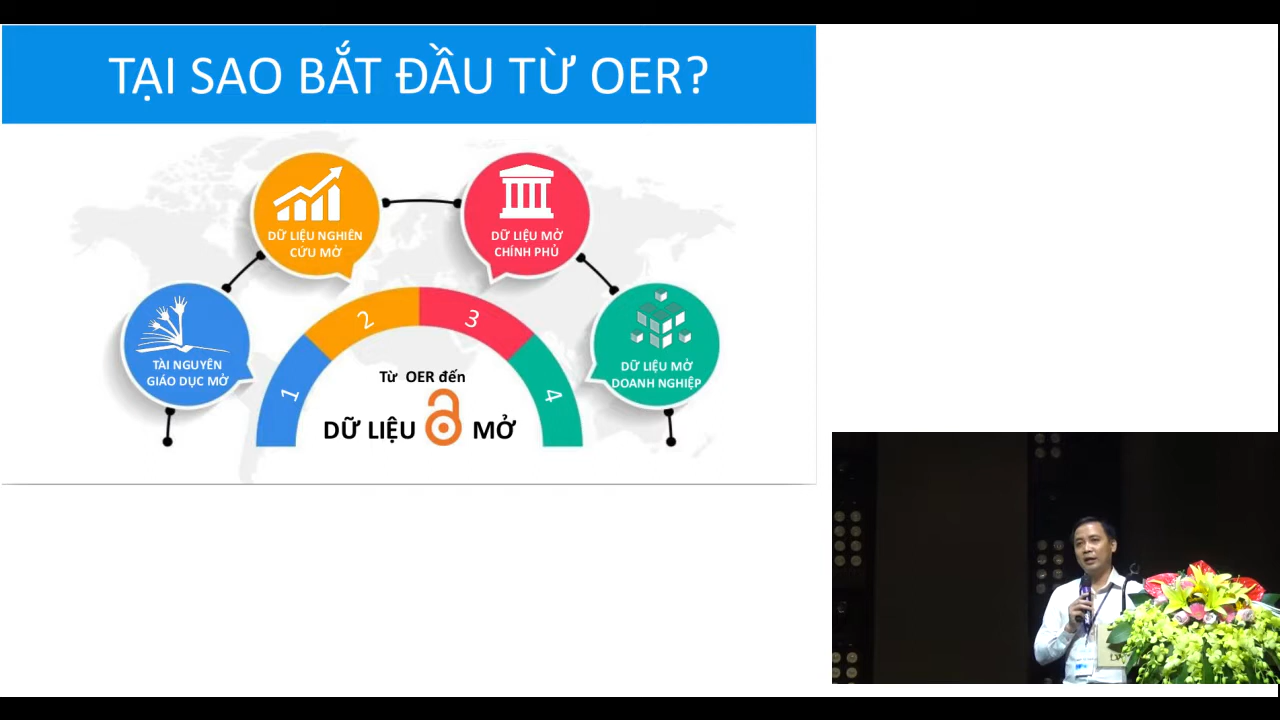 TẠI SAO BẮT ĐẦU TỪ OER?
DỮ LIỆU NGHIÊN
CỨU MỞ
DỮ LIỆU MỞ
CHÍNH PHỦ
TÀI NGUYÊN
GIÁO DỤC MỞ
DỮ LIỆU MỞ
DOANH NGHIỆP
1
2
3
4
Từ OER đến
DỮ LIỆU MỞ